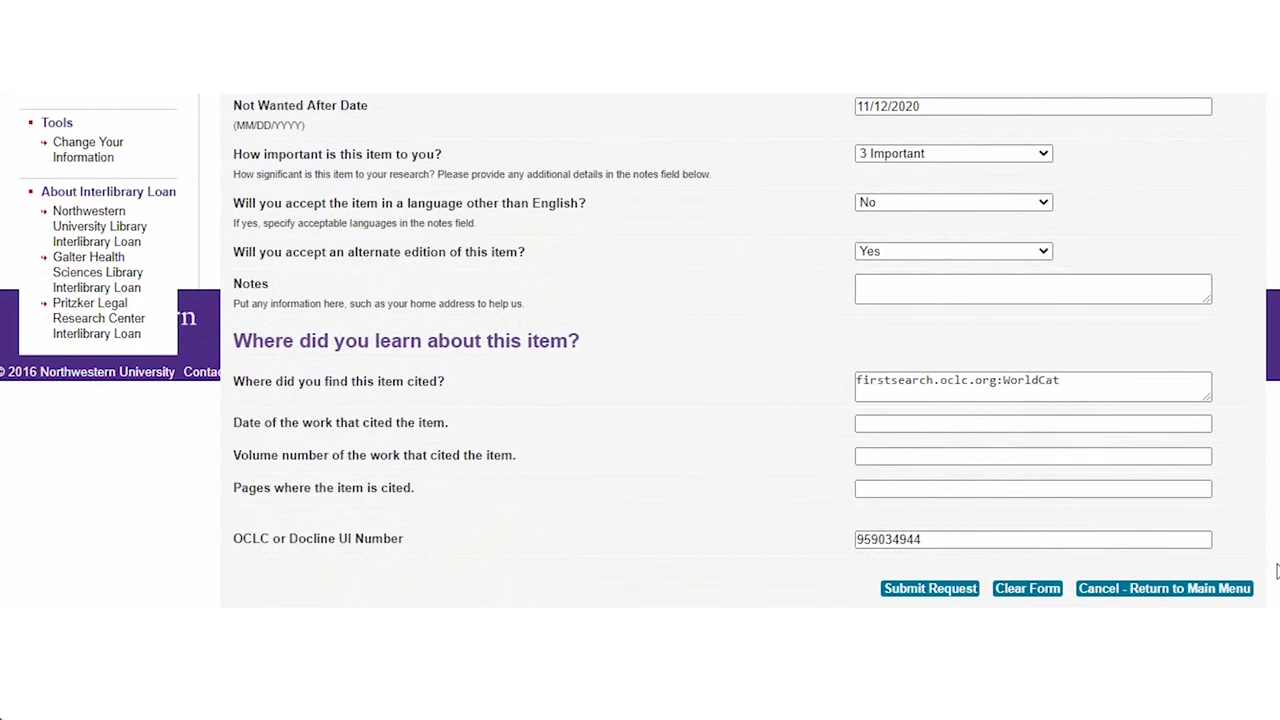 Tools
Change Your
Information
About Interlibrary Loan
Northwestern
University Library
Interlibrary Loan
Galter Health
Sciences Library
Interlibrary Loan
Pritzker Legal
Research Center
Interlibrary Loan
rn
© 2016 Northwestern University Contac
Not Wanted After Date
(MM/DD/YYYY)
11/12/2020
How important is this item to you?
3 Important
How significant is this item to your research? Please provide any additional details in the notes field below.
Will you accept the item in a language other than English?
No
If yes, specify acceptable languages in the notes field.
Will you accept an alternate edition of this item?
Yes
Notes
Put any information here, such as your home address to help us.
Where did you learn about this item?
Where did you find this item cited?
firstsearch.oclc.org:WorldCat
Date of the work that cited the item.
Volume number of the work that cited the item.
Pages where the item is cited.
OCLC or Docline UI Number
959034944
Submit Request Clear Form Cancel - Return to Main Menu